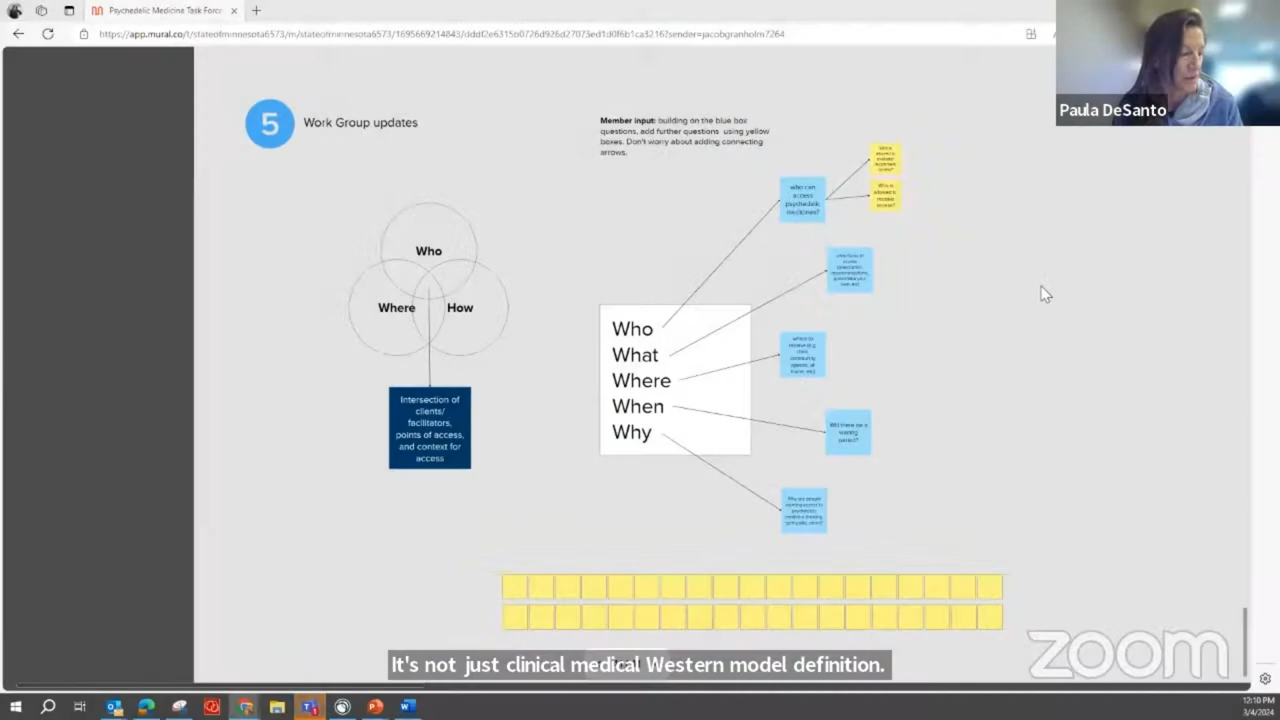 Psychedelic Medicine Task Force
https://app.mural.co/t/stateofminnesota6573/m/stateofminnesota6573/1695669214843/dddf2e6315b0726d926d27073ed1d0f6b1ca3216?sender=jacobgranholm7264
Paula DeSanto
5
Work Group updates
Member input: building on the blue box
questions, add further questions using yellow
boxes. Don't worry about adding connecting
arrows.
who can
access
psychedelic
medicines?
Who
Where
How
Intersection of
clients/
facilitators,
points of access,
and context for
access
Who
What
Where
When
Why
Will there be a
waiting
period?
It's not just clinical medical Western model definition.
zoom
12:10 PM
3/4/2024